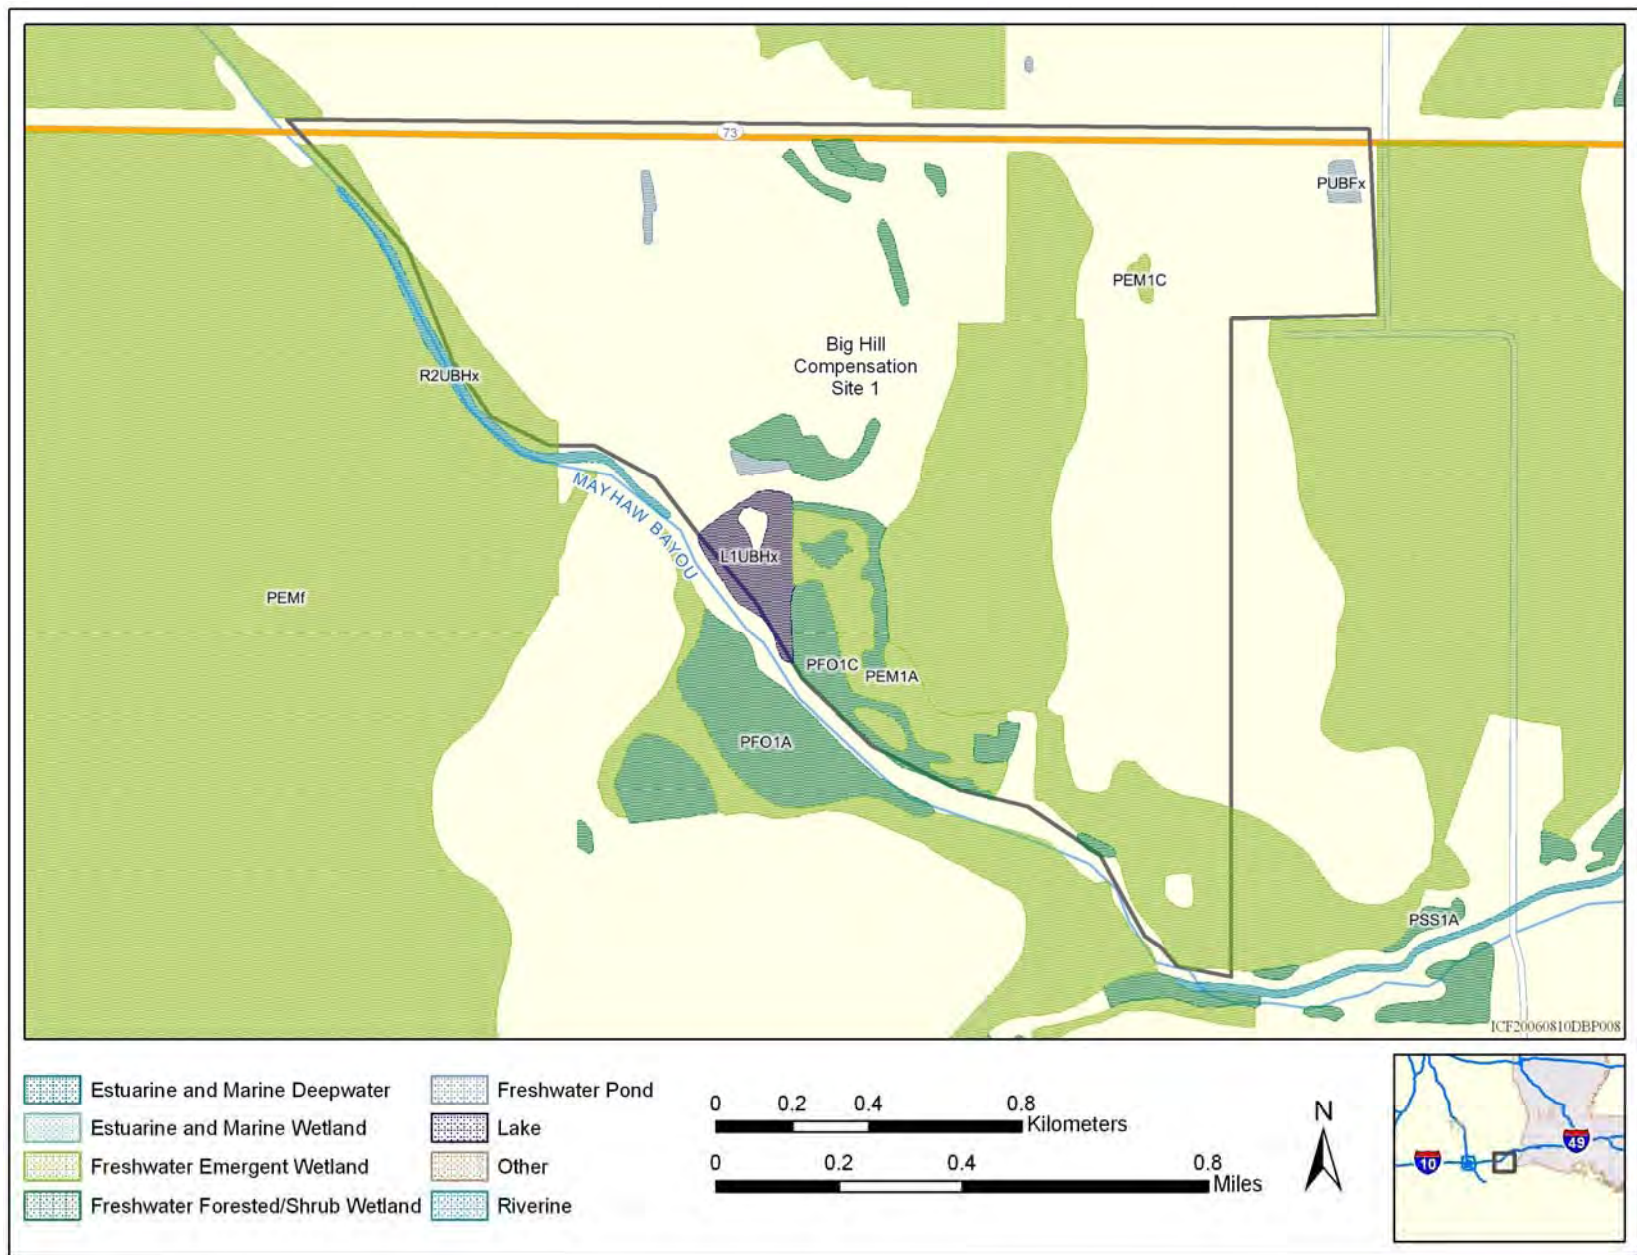 73
PUBFx
PEM1C
Big Hill
Compensation
Site 1
R2UBHx
MAYHAW BAYOU
L1UBHx
PEMf
PFO1C
PEM1A
PFO1A
PSS1A
ICF20060810DBP008
Estuarine and Marine Deepwater
Estuarine and Marine Wetland
Freshwater Emergent Wetland
Freshwater Forested/Shrub Wetland
Freshwater Pond
Lake
Other
Riverine
0 0.2 0.4 0.8
Kilometers
0 0.2 0.4 0.8
Miles
N
49
10